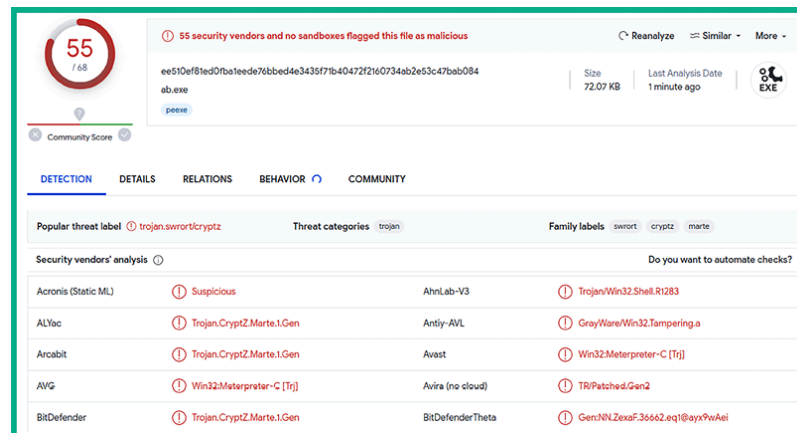 55
/ 68
Community Score
55 security vendors and no sandboxes flagged this file as malicious
Reanalyze Similar More
ee510ef81ed0fba1eede76bbed4e3435f71b40472f2160734ab2e53c47bab084
ab.exe
peexe
Size
72.07 KB
Last Analysis Date
1 minute ago
EXE
DETECTION DETAILS RELATIONS BEHAVIOR COMMUNITY
Popular threat label trojan.swrort/cryptz Threat categories trojan Family labels swrort cryptz marte
Security vendors' analysis Do you want to automate checks?
Acronis (Static ML) Suspicious AhnLab-V3 Trojan/Win32.Shell.R1283
ALYac Trojan.CryptZ.Marte.1.Gen Antiy-AVL GrayWare/Win32.Tampering.a
Arcabit Trojan.CryptZ.Marte.1.Gen Avast Win32:Meterpreter-C [Trj]
AVG Win32:Meterpreter-C [Trj] Avira (no cloud) TR/Patched.Gen2
BitDefender Trojan.CryptZ.Marte.1.Gen BitDefenderTheta Gen:NN.ZexaF.36662.eq1@ayx9wAei